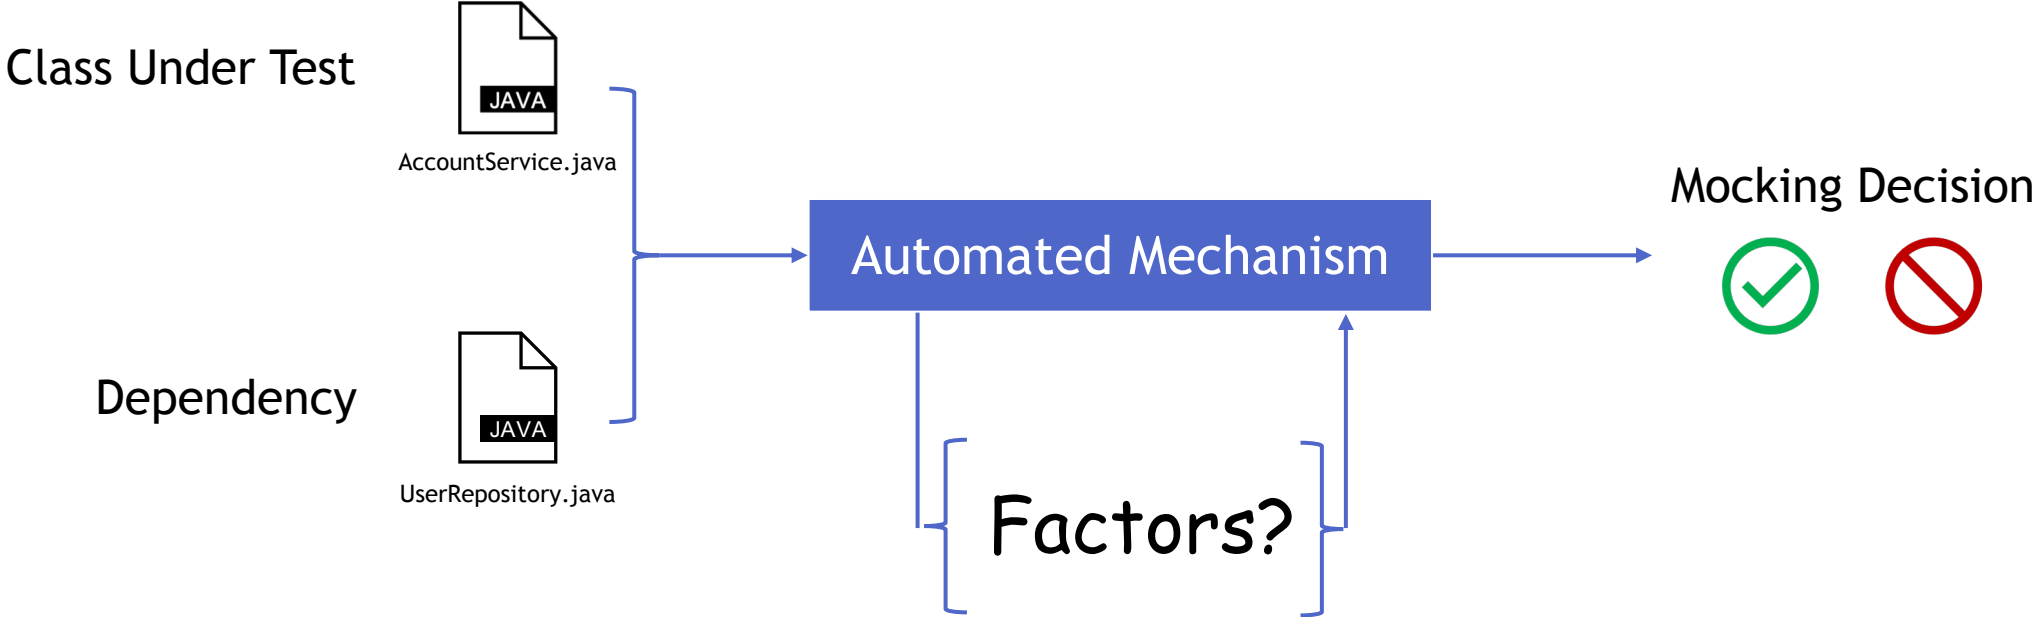 Class Under Test
JAVA
AccountService.java
Mocking Decision
Automated Mechanism
Dependency
JAVA
UserRepository.java
Factors?